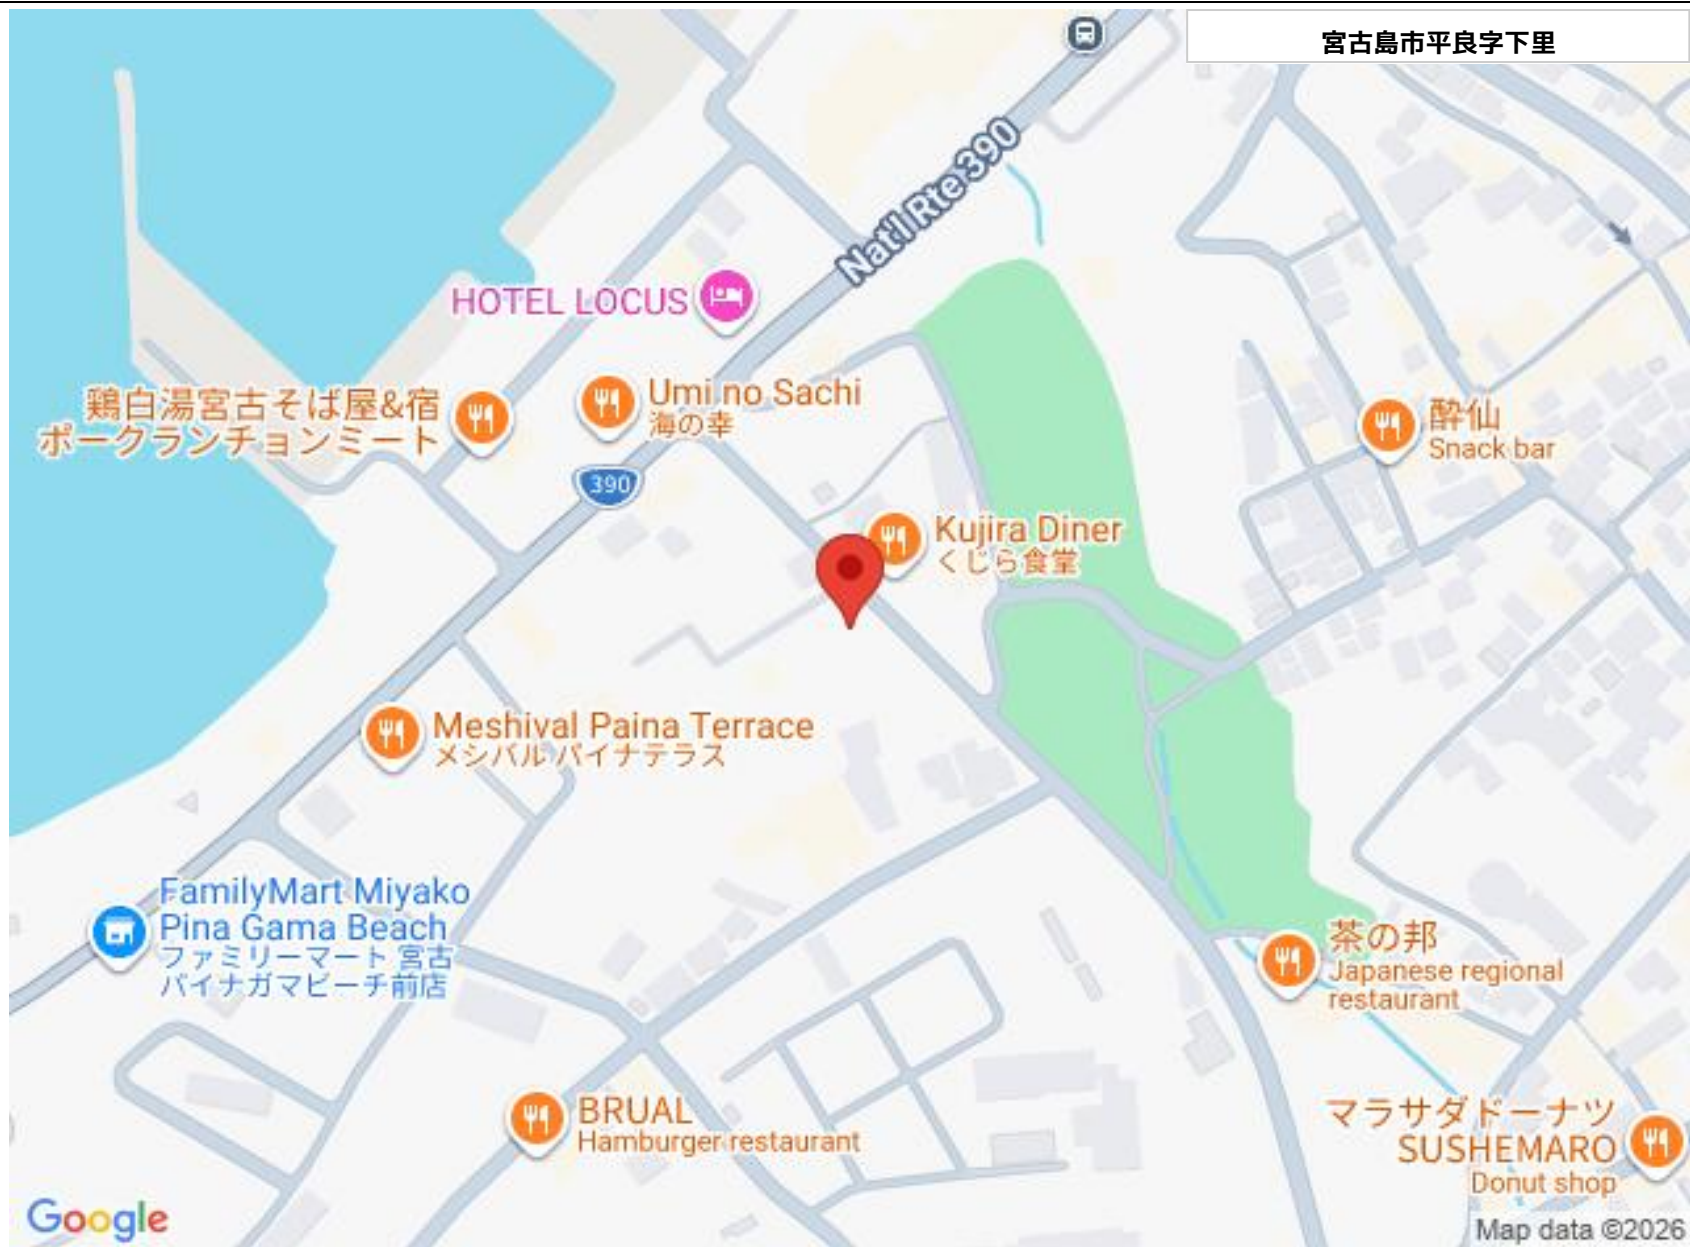 宮古島市平良字下里
Nat'l Rte 390
HOTEL LOCUS
鶏白湯宮古そば屋&宿
ポークランチョンミート
Umi no Sachi
海の幸
390
酔仙
Snack bar
Kujira Diner
くじら食堂
Meshival Paina Terrace
メシバル パイナテラス
FamilyMart Miyako
Pina Gama Beach
ファミリーマート 宮古
パイナガマビーチ前店
茶の邦
Japanese regional
restaurant
BRUAL
Hamburger restaurant
マラサダドーナツ
SUSHEMARO
Donut shop
Google
Map data ©2026